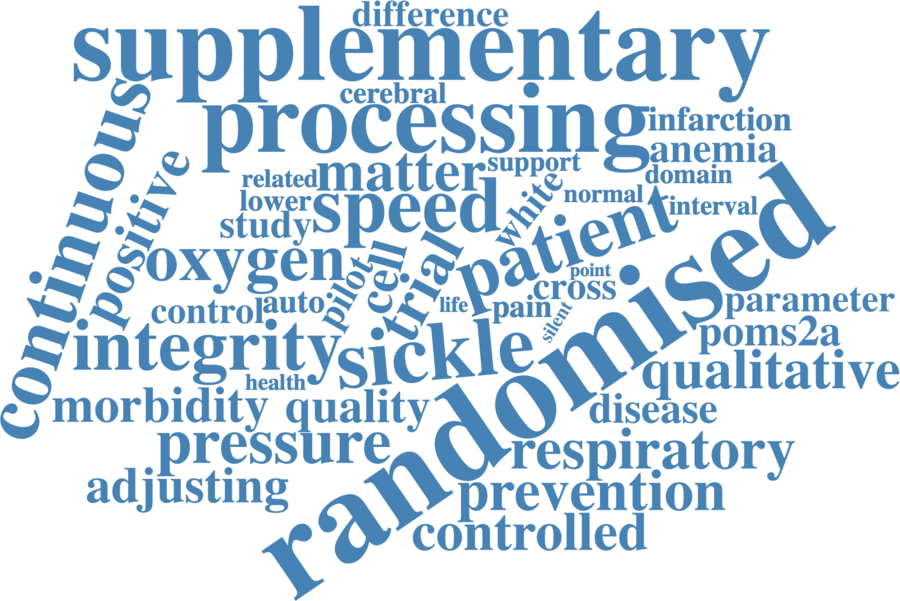 difference
supplementary
cerebral
continuous
processing
infarction
anemia
support
domain
related
matter
positive
lower
speed
white
normal
interval
study
patient
randomised
oxygen
cell
trial
pilot
point
cross
control
auto
life
pain
silent
parameter
poms2a
integrity
sickle
health
qualitative
morbidity
quality
disease
pressure
respiratory
adjusting
prevention
controlled